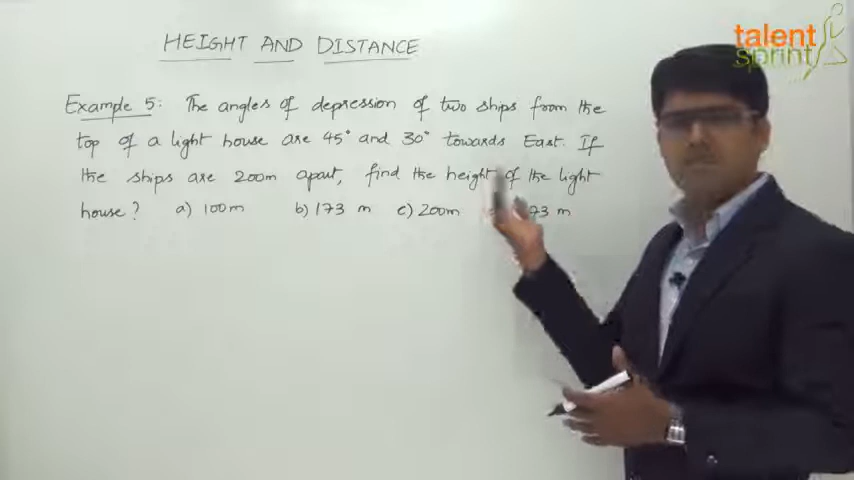 HEIGHT AND DISTANCE
talent
sprint
Example 5: The angles of depression of two ships from the
top of a light house are 45° and 30° towards East. If
the ships are 200m apart, find the height of the light
house? a) 100m b) 173 m c) 200m 73 m